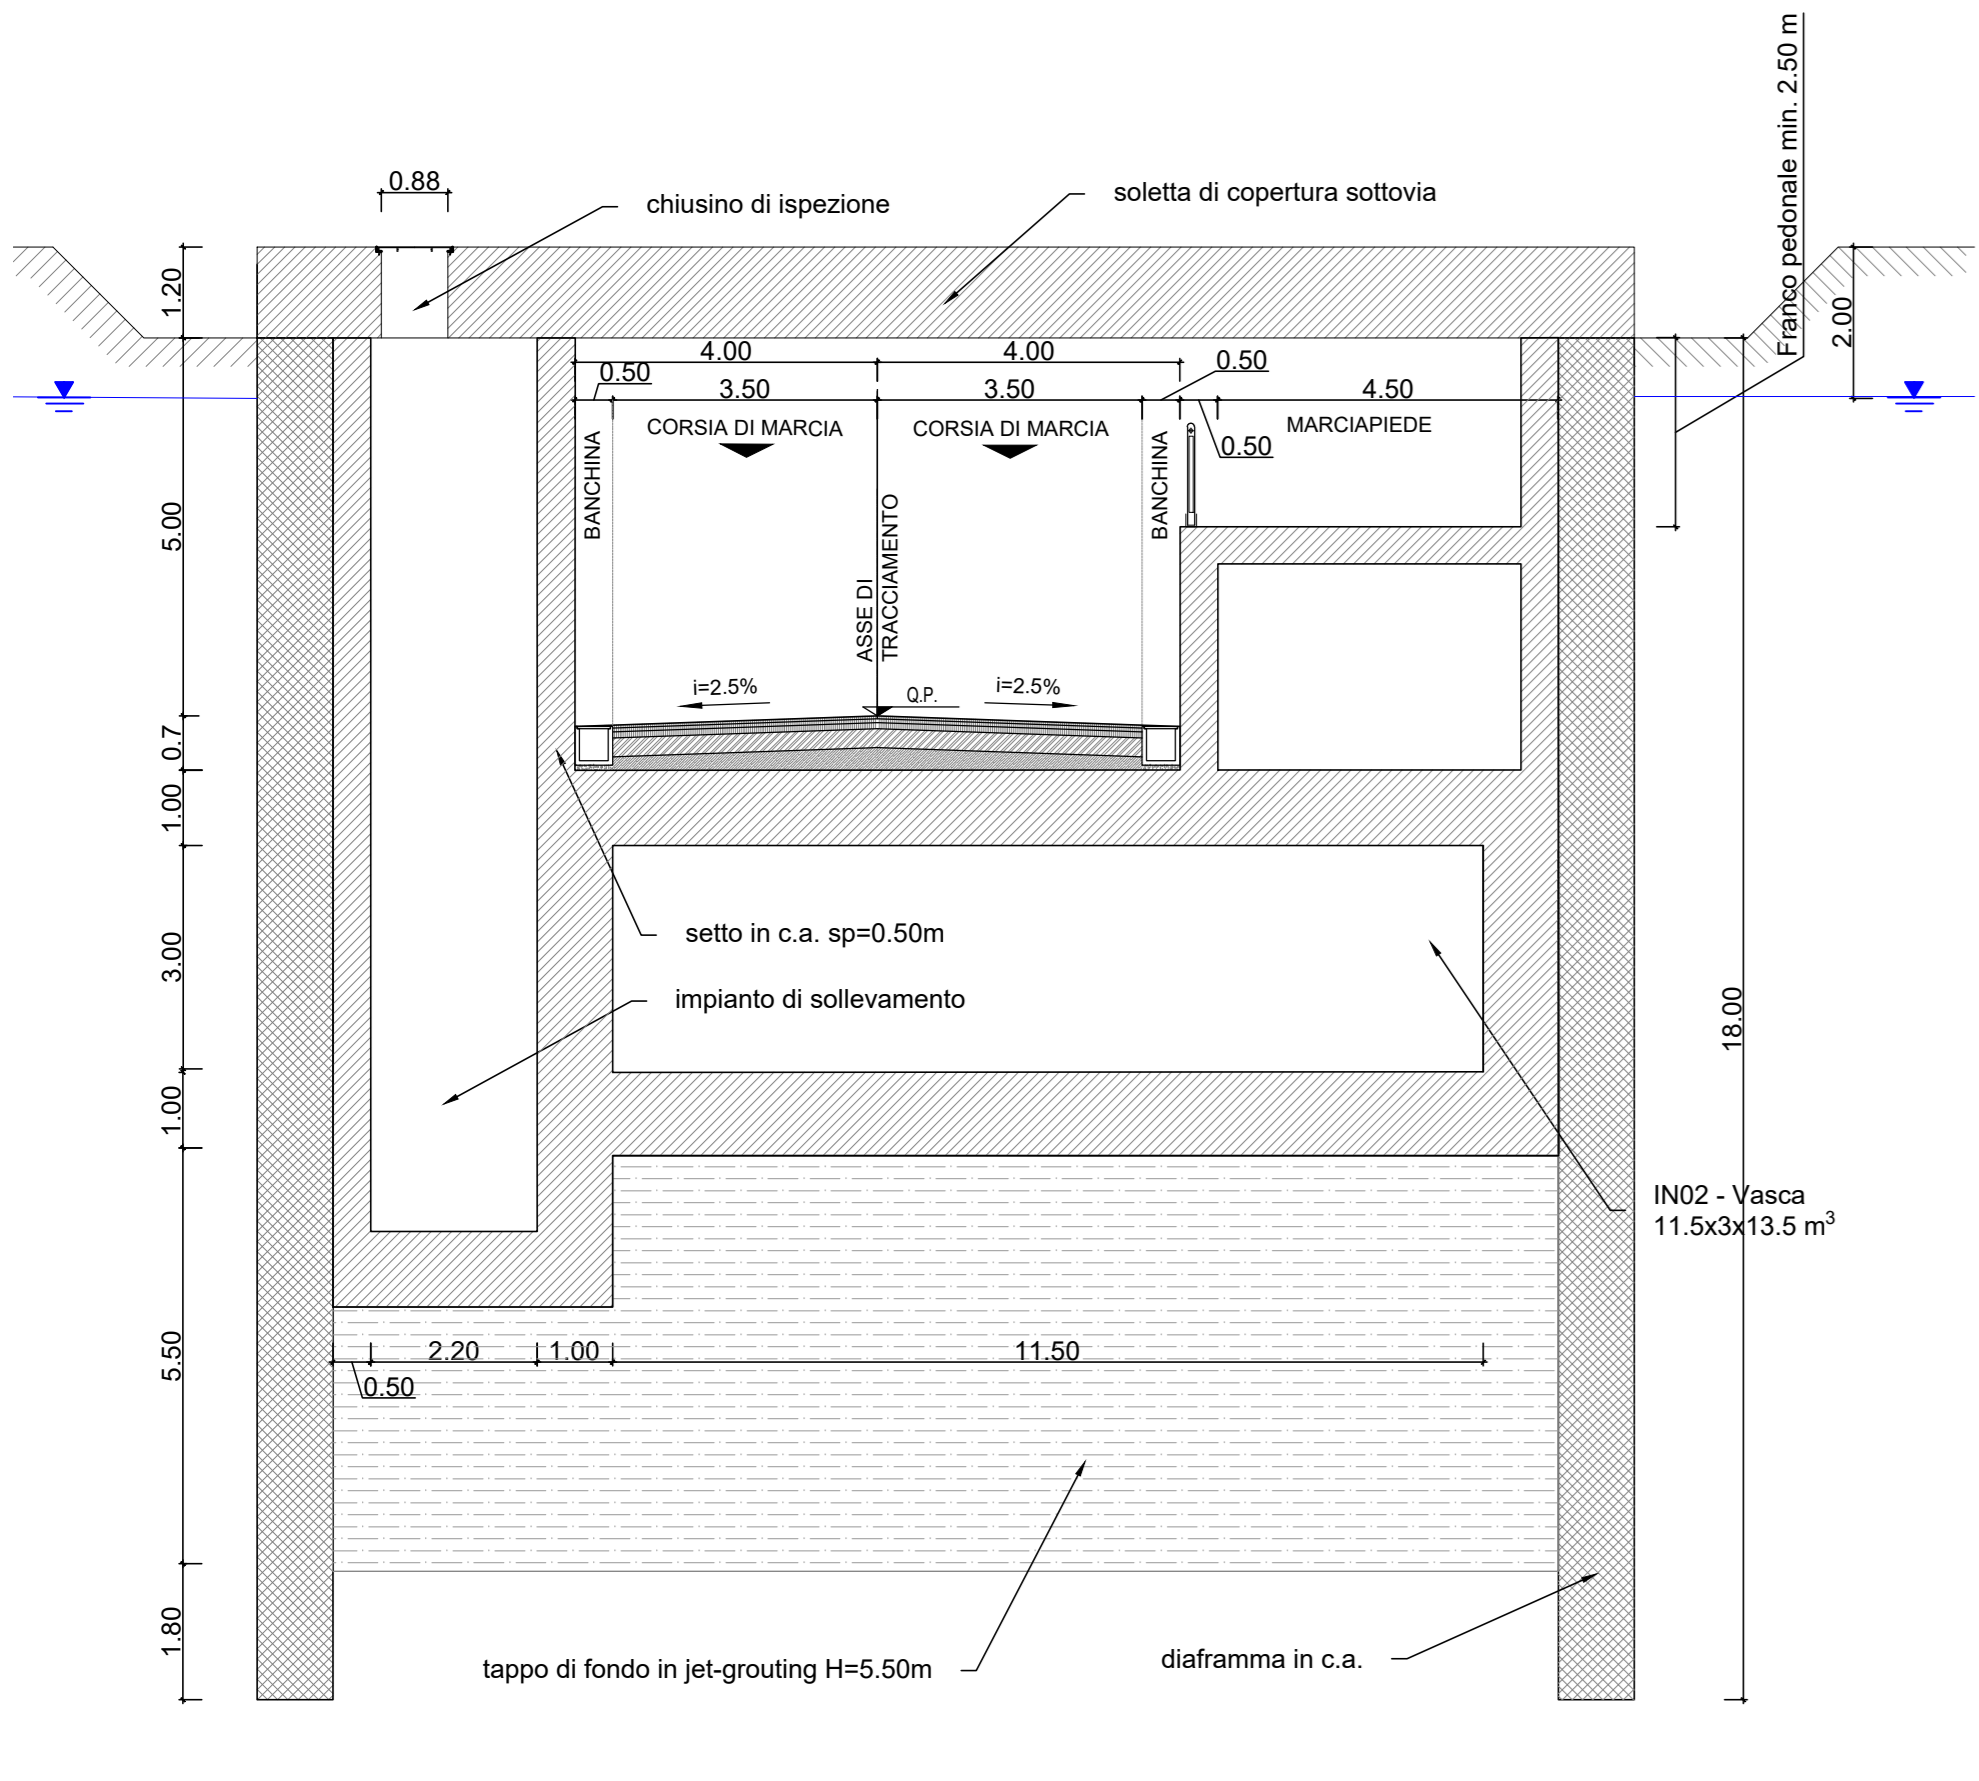 Franco pedonale min. 2.50 m
0.88
chiusino di ispezione
soletta di copertura sottovia
1.20
2.00
4.00
4.00
0.50
0.50
3.50
3.50
4.50
CORSIA DI MARCIA
CORSIA DI MARCIA
MARCIAPIEDE
0.50
BANCHINA
BANCHINA
5.00
ASSE DI
TRACCIAMENTO
i=2.5%
Q.P.
i=2.5%
0.7
1.00
setto in c.a. sp=0.50m
3.00
impianto di sollevamento
18.00
1.00
IN02 - Vasca
11.5x3x13.5 m³
5.50
2.20
1.00
11.50
0.50
1.80
tappo di fondo in jet-grouting H=5.50m
diaframma in c.a.